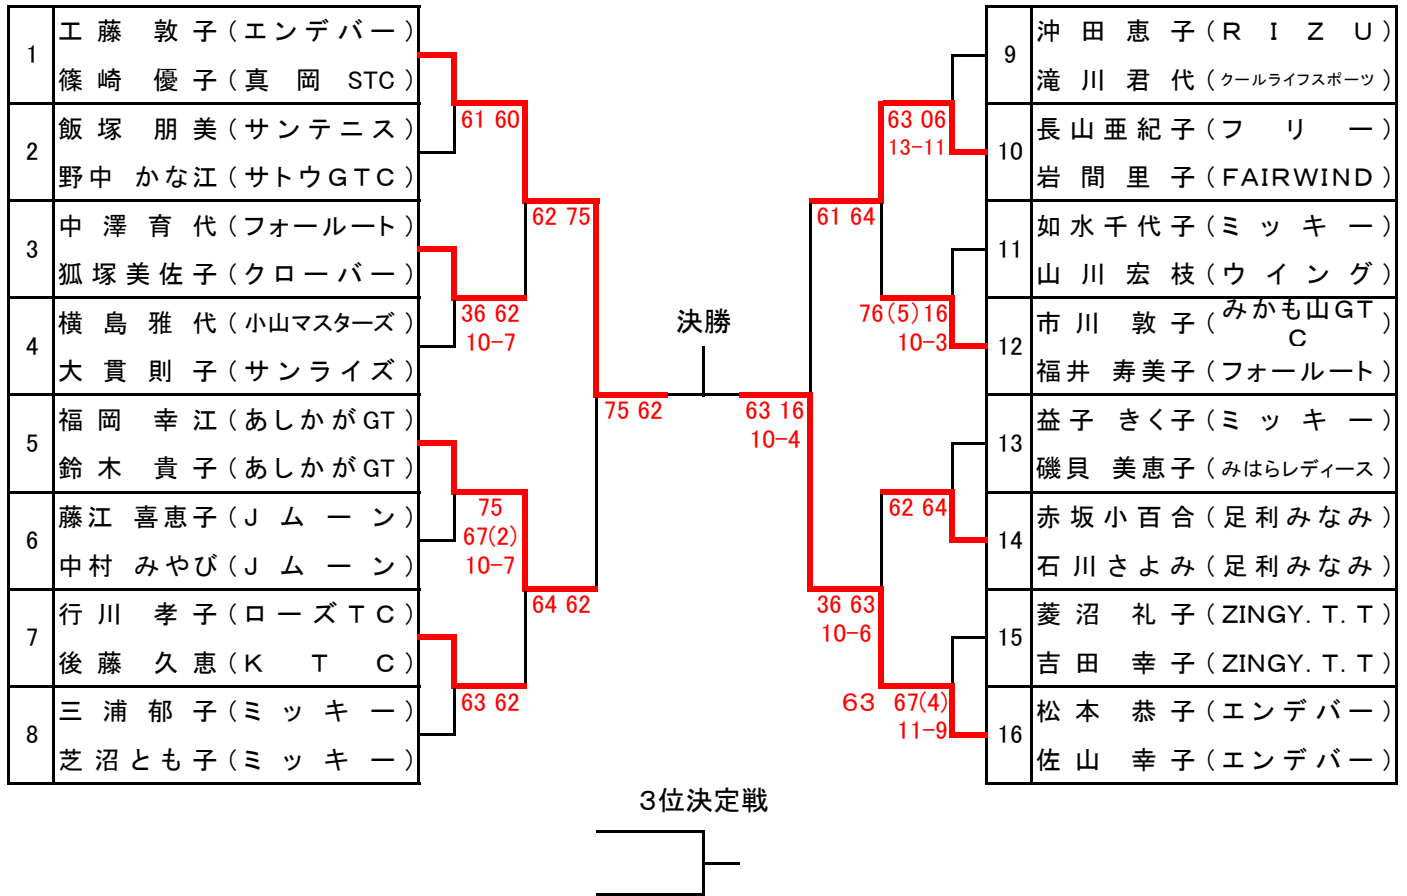 1
工藤 敦子(エンデバー)
篠崎 優子(真岡 STC)
2
飯塚 朋美(サンテニス)
野中 かな江(サトウGTC)
3
中澤育代(フォールート)
狐塚美佐子(クローバー)
4
横島雅代(小山マスターズ)
大貫則子(サンライズ)
5
福岡 幸江(あしかがGT)
鈴木 貴子(あしかがGT)
6
藤江 喜恵子(Jムーン)
中村 みやび(Jムーン)
7
行川 孝子(ローズTC)
後藤 久恵(KTC)
8
三浦郁子(ミッキー)
芝沼とも子(ミッキー)
61 60
36 62
10-7
75
67(2)
10-7
63 62
62 75
64 62
75 62
決勝
63 16
10-4
61 64
36 63
10-6
63 06
13-11
76(5)16
10-3
62 64
63 67(4)
11-9
9
沖田恵子(RIZU)
滝川君代(クールライフスポーツ)
10
長山亜紀子(フリー)
岩間里子(FAIRWIND)
11
如水千代子(ミッキー)
山川宏枝(ウイング)
12
市川 敦子(みかも山GT
C)
福井 寿美子(フォールート)
13
益子 きく子(ミッキー)
磯貝 美恵子(みはらレディース)
14
赤坂小百合(足利みなみ)
石川さよみ(足利みなみ)
15
菱沼 礼子(ZINGY.T.T)
吉田 幸子(ZINGY.T.T)
16
松本 恭子(エンデバー)
佐山 幸子(エンデバー)
3位決定戦